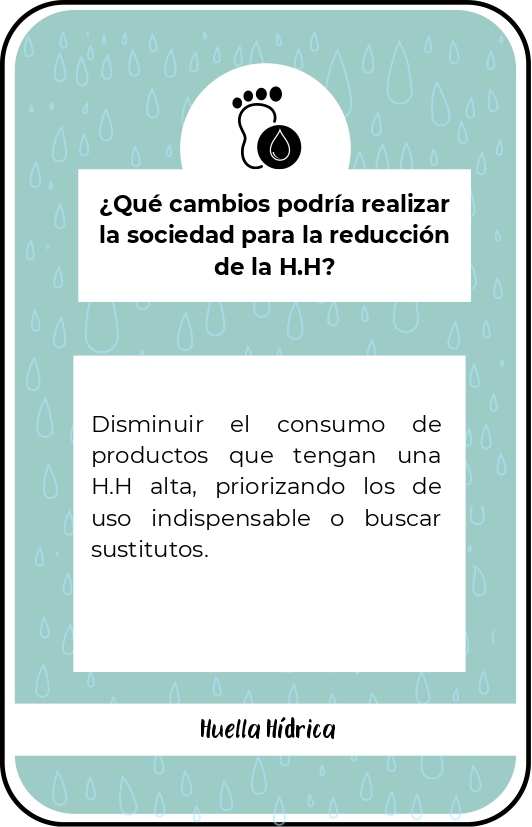 ¿Qué cambios podría realizar
la sociedad para la reducción
de la H.H?
Disminuir el consumo de
productos que tengan una
H.H alta, priorizando los de
uso indispensable o buscar
sustitutos.
Huella Hídrica